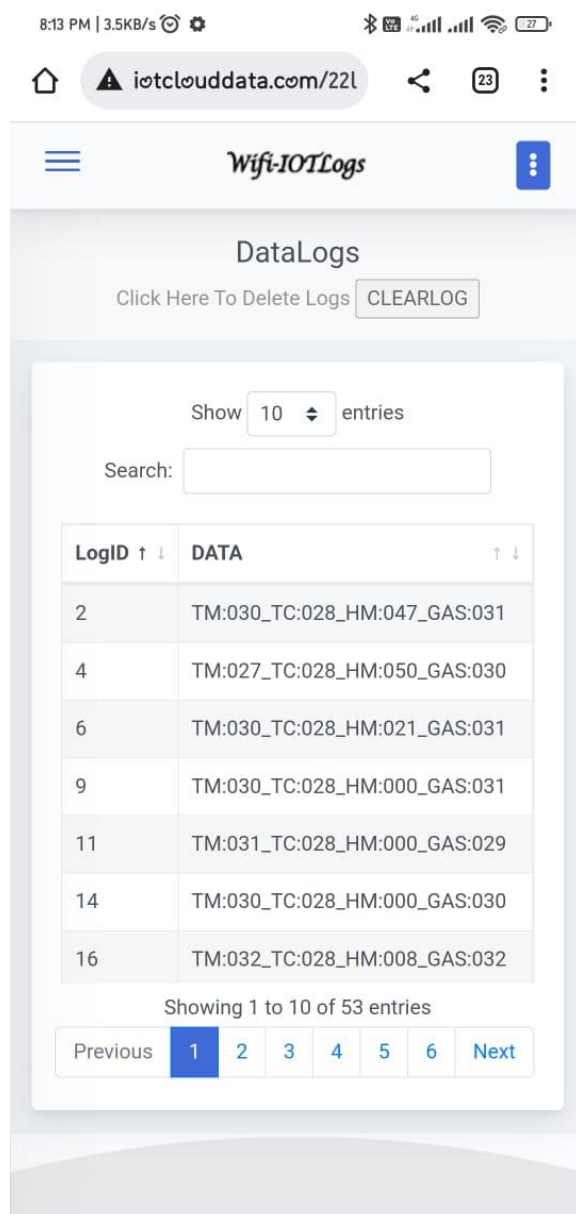 8:13 PM | 3.5KB/s
Vo LTE 4G 27
iotclouddata.com/22l 23
Wifi-IOTLogs
DataLogs
Click Here To Delete Logs CLEARLOG
Show 10 entries
Search:
LogID ↑ ↓ DATA ↑ ↓
2 TM:030_TC:028_HM:047_GAS:031
4 TM:027_TC:028_HM:050_GAS:030
6 TM:030_TC:028_HM:021_GAS:031
9 TM:030_TC:028_HM:000_GAS:031
11 TM:031_TC:028_HM:000_GAS:029
14 TM:030_TC:028_HM:000_GAS:030
16 TM:032_TC:028_HM:008_GAS:032
Showing 1 to 10 of 53 entries
Previous 1 2 3 4 5 6 Next